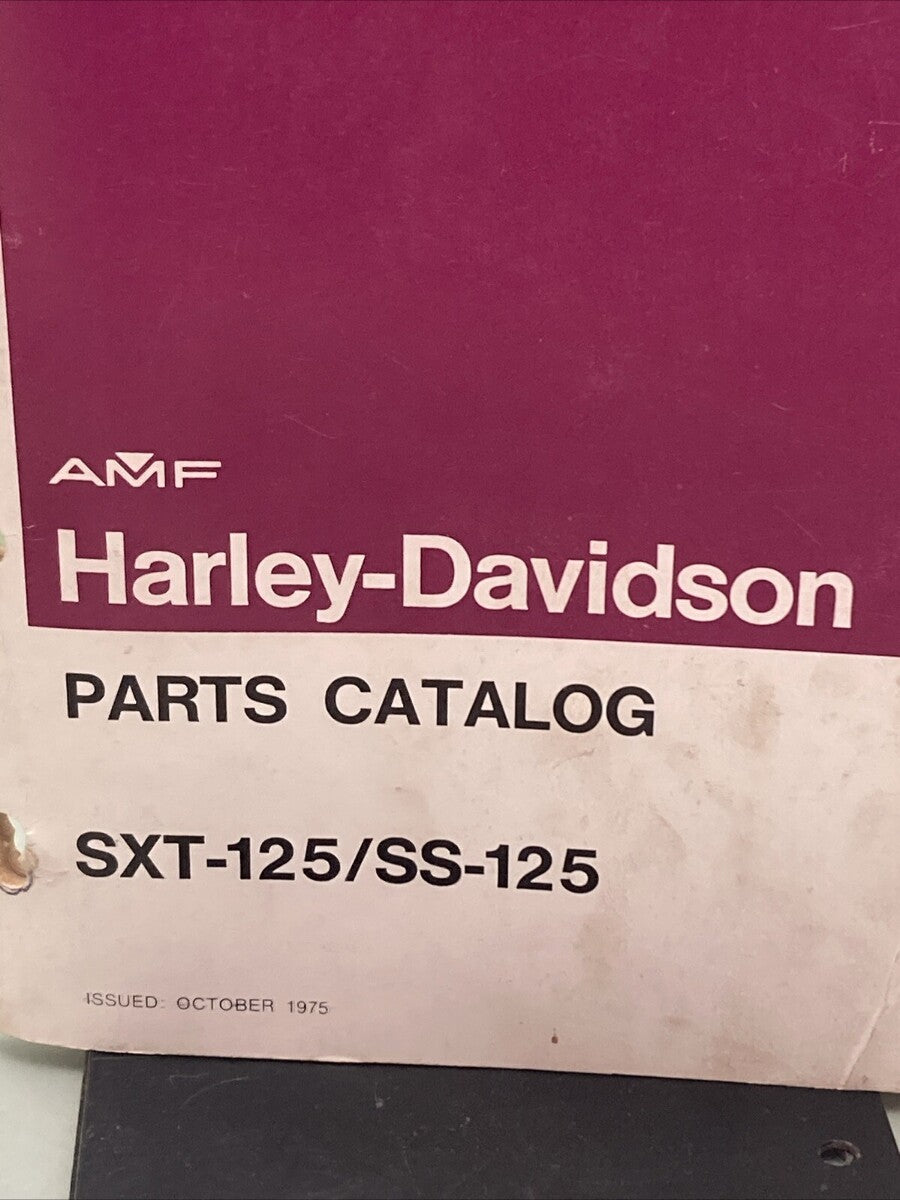 AMF
Harley-Davidson
PARTS CATALOG
SXT-125/SS-125
ISSUED: OCTOBER 1975